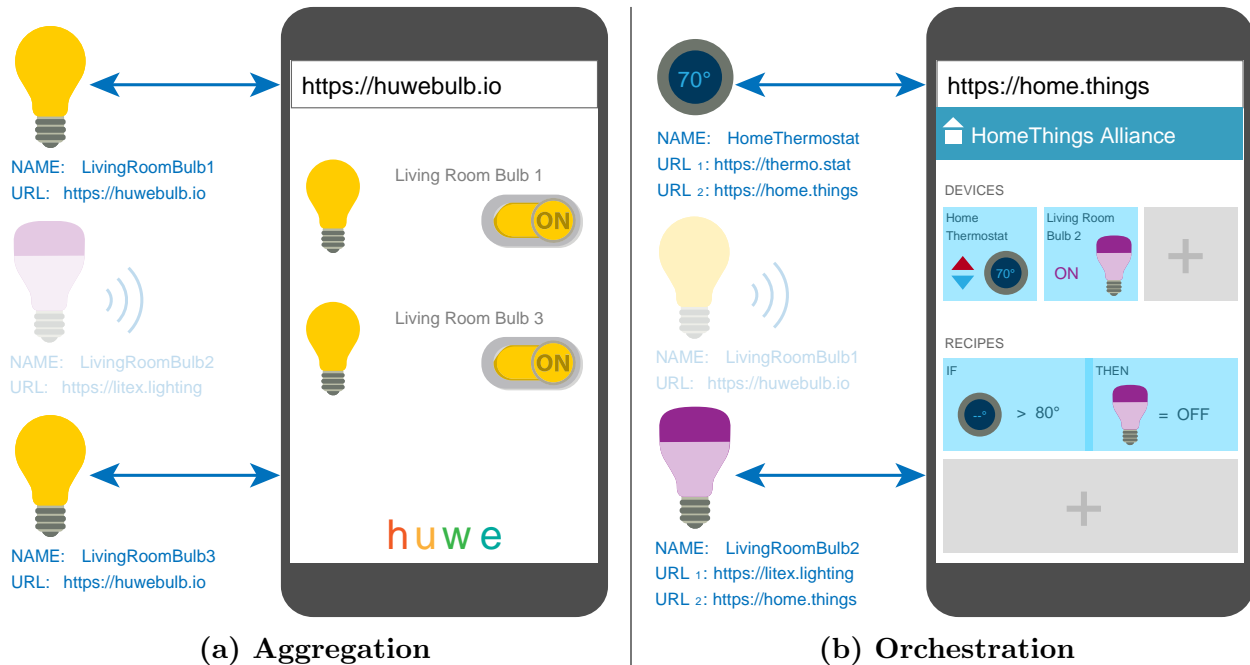 https://huwebulb.io
NAME: LivingRoomBulb1
URL: https://huwebulb.io
Living Room Bulb 1
ON
NAME: LivingRoomBulb2
URL: https://litex.lighting
Living Room Bulb 3
ON
NAME: LivingRoomBulb3
URL: https://huwebulb.io
huwe
(a) Aggregation
70°
https://home.things
HomeThings Alliance
NAME: HomeThermostat
URL 1: https://thermo.stat
URL 2: https://home.things
DEVICES
Home
Thermostat
70°
Living Room
Bulb 2
ON
+
NAME: LivingRoomBulb1
URL: https://huwebulb.io
RECIPES
IF
--° > 80°
THEN
= OFF
+
NAME: LivingRoomBulb2
URL 1: https://litex.lighting
URL 2: https://home.things
(b) Orchestration